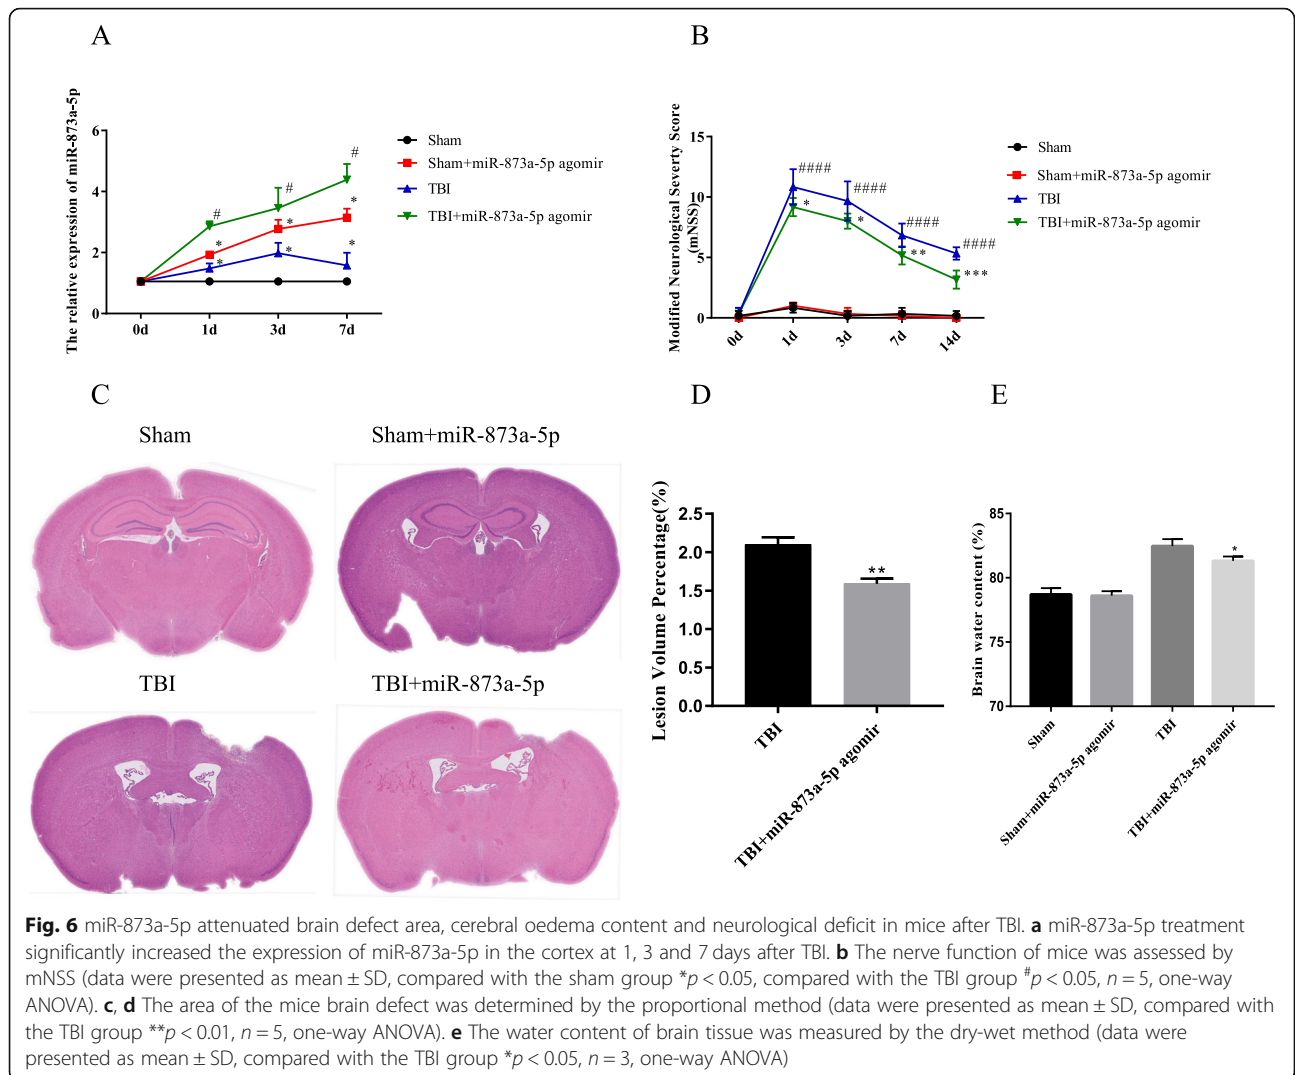 A
The relative expression of miR-873a-5p
6
4
2
0
0d
1d
3d
7d
#
#
#
*
*
*
*
*
*
Sham
Sham+miR-873a-5p agomir
TBI
TBI+miR-873a-5p agomir
B
Modified Neurological Severty Score
(mNSS)
15
10
5
0
0d
1d
3d
7d
14d
####
####
####
####
*
*
**
***
Sham
Sham+miR-873a-5p agomir
TBI
TBI+miR-873a-5p agomir
C
Sham
Sham+miR-873a-5p
TBI
TBI+miR-873a-5p
D
Lesion Volume Percentage(%)
2.5
2.0
1.5
1.0
0.5
0.0
**
TBI
TBI+miR-873a-5p agomir
E
Brain water content (%)
85
80
75
70
*
Sham
Sham+miR-873a-5p agomir
TBI
TBI+miR-873a-5p agomir
Fig. 6 miR-873a-5p attenuated brain defect area, cerebral oedema content and neurological deficit in mice after TBI. a miR-873a-5p treatment
significantly increased the expression of miR-873a-5p in the cortex at 1, 3 and 7 days after TBI. b The nerve function of mice was assessed by
mNSS (data were presented as mean ± SD, compared with the sham group *p < 0.05, compared with the TBI group #p < 0.05, n = 5, one-way
ANOVA). c, d The area of the mice brain defect was determined by the proportional method (data were presented as mean ± SD, compared with
the TBI group **p < 0.01, n = 5, one-way ANOVA). e The water content of brain tissue was measured by the dry-wet method (data were
presented as mean ± SD, compared with the TBI group *p < 0.05, n = 3, one-way ANOVA)